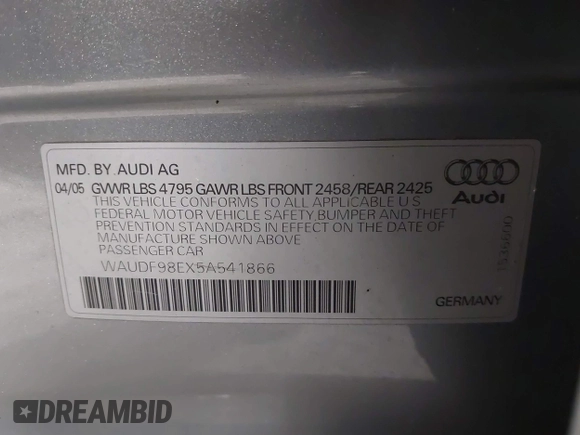 MFD. BY. AUDI AG
04/05 GVWR LBS 4795 GAWR LBS FRONT 2458/REAR 2425
THIS VEHICLE CONFORMS TO ALL APPLICABLE U S
FEDERAL MOTOR VEHICLE SAFETY, BUMPER AND THEFT
PREVENTION STANDARDS IN EFFECT ON THE DATE OF
MANUFACTURE SHOWN ABOVE
PASSENGER CAR
WAUDF98EX5A541866
Audi
GERMANY
DREAMBID